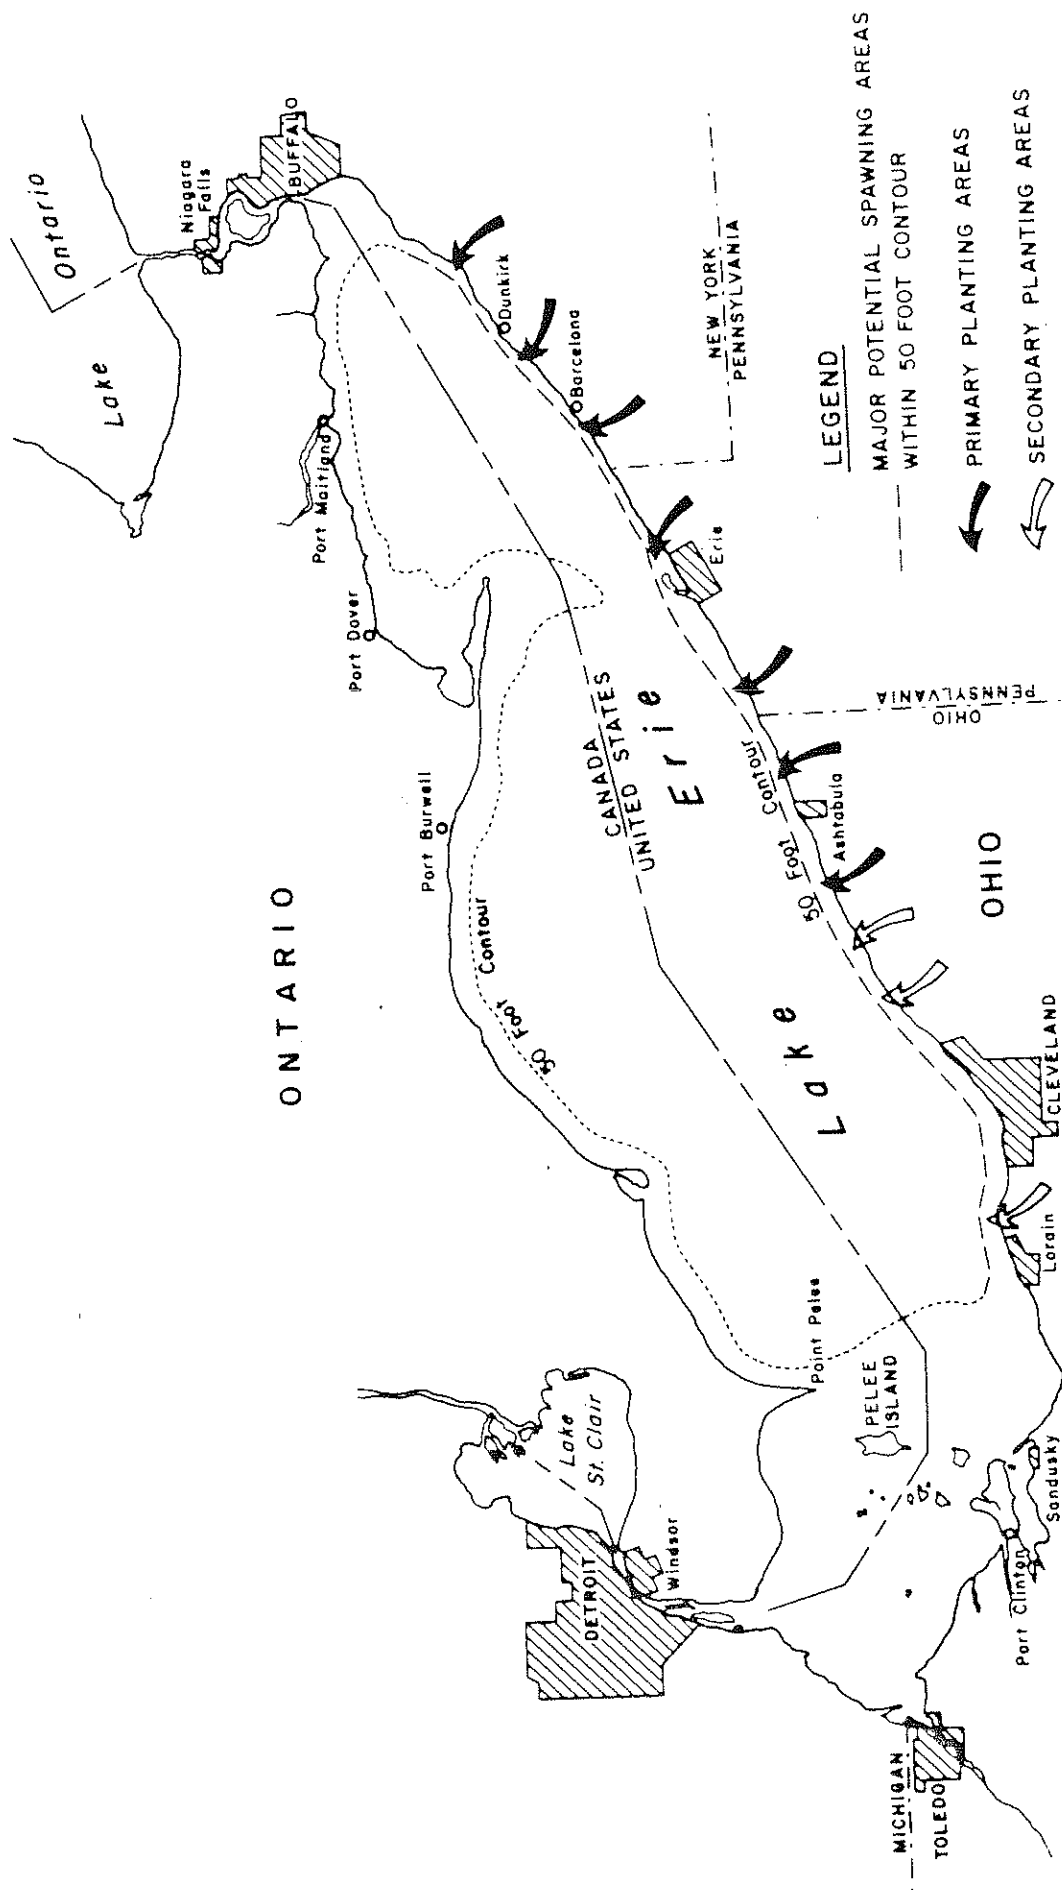 ONTARIO
Lake
Ontario
Niagara
Falls
BUFFALO
Port Maitland
Port Dover
Port Burwell
50 Foot Contour
Lake
St. Clair
DETROIT
Windsor
Point Pelee
PELEE
ISLAND
CANADA
UNITED STATES
Lake Erie
50 Foot Contour
Dunkirk
Barcelona
Erie
NEW YORK
PENNSYLVANIA
OHIO
PENNSYLVANIA
Ashtabula
OHIO
CLEVELAND
Lorain
Sandusky
Port Clinton
MICHIGAN
TOLEDO
LEGEND
MAJOR POTENTIAL SPAWNING AREAS
WITHIN 50 FOOT CONTOUR
PRIMARY PLANTING AREAS
SECONDARY PLANTING AREAS